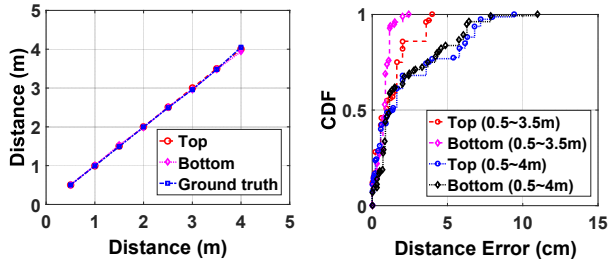 5
4
3
2
1
0
0
1
2
3
4
5
Distance (m)
Distance (m)
Top
Bottom
Ground truth
1
0.5
0
0
5
10
15
CDF
Distance Error (cm)
Top (0.5~3.5m)
Bottom (0.5~3.5m)
Top (0.5~4m)
Bottom (0.5~4m)